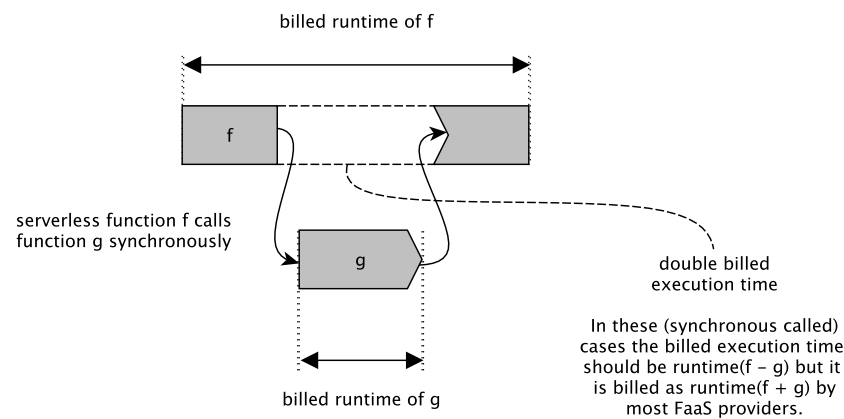 billed runtime of f
f
serverless function f calls
function g synchronously
g
double billed
execution time
In these (synchronous called)
cases the billed execution time
should be runtime(f – g) but it
is billed as runtime(f + g) by
most FaaS providers.
billed runtime of g